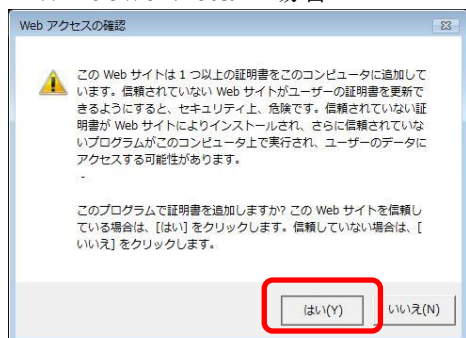 Web アクセスの確認
この Web サイトは 1 つ以上の証明書をこのコンピュータに追加して
います。信頼されていない Web サイトがユーザーの証明書を更新で
きるようにすると、セキュリティ上、危険です。信頼されていない証
明書が Web サイトによりインストールされ、さらに信頼されていな
いプログラムがこのコンピュータ上で実行され、ユーザーのデータに
アクセスする可能性があります。
-
このプログラムで証明書を追加しますか? この Web サイトを信頼し
ている場合は、[はい] をクリックします。信頼していない場合は、[
いいえ] をクリックします。
はい(Y)
いいえ(N)